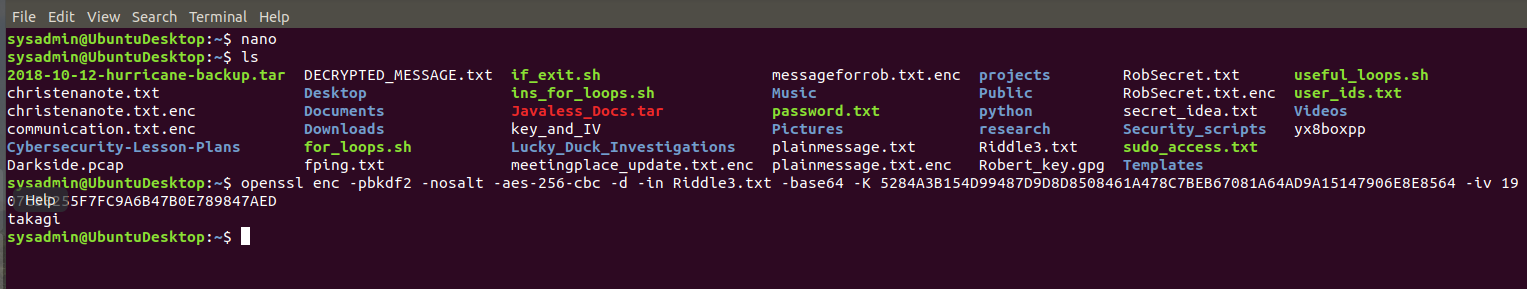 File Edit View Search Terminal Help
sysadmin@UbuntuDesktop:~$ nano
sysadmin@UbuntuDesktop:~$ ls
2018-10-12-hurricane-backup.tar DECRYPTED_MESSAGE.txt if_exit.sh messageforrob.txt.enc projects RobSecret.txt useful_loops.sh
christenanote.txt Desktop ins_for_loops.sh Music Public RobSecret.txt.enc user_ids.txt
christenanote.txt.enc Documents Javaless_Docs.tar password.txt python secret_idea.txt Videos
communication.txt.enc Downloads key_and_IV Pictures research Security_scripts yx8boxpp
Cybersecurity-Lesson-Plans for_loops.sh Lucky_Duck_Investigations plainmessage.txt Riddle3.txt sudo_access.txt
Darkside.pcap fping.txt meetingplace_update.txt.enc plainmessage.txt.enc Robert_key.gpg Templates
sysadmin@UbuntuDesktop:~$ openssl enc -pbkdf2 -nosalt -aes-256-cbc -d -in Riddle3.txt -base64 -K 5284A3B154D99487D9D8D8508461A478C7BEB67081A64AD9A15147906E8E8564 -iv 19
Help 55F7FC9A6B47B0E789847AED
takagi
sysadmin@UbuntuDesktop:~$